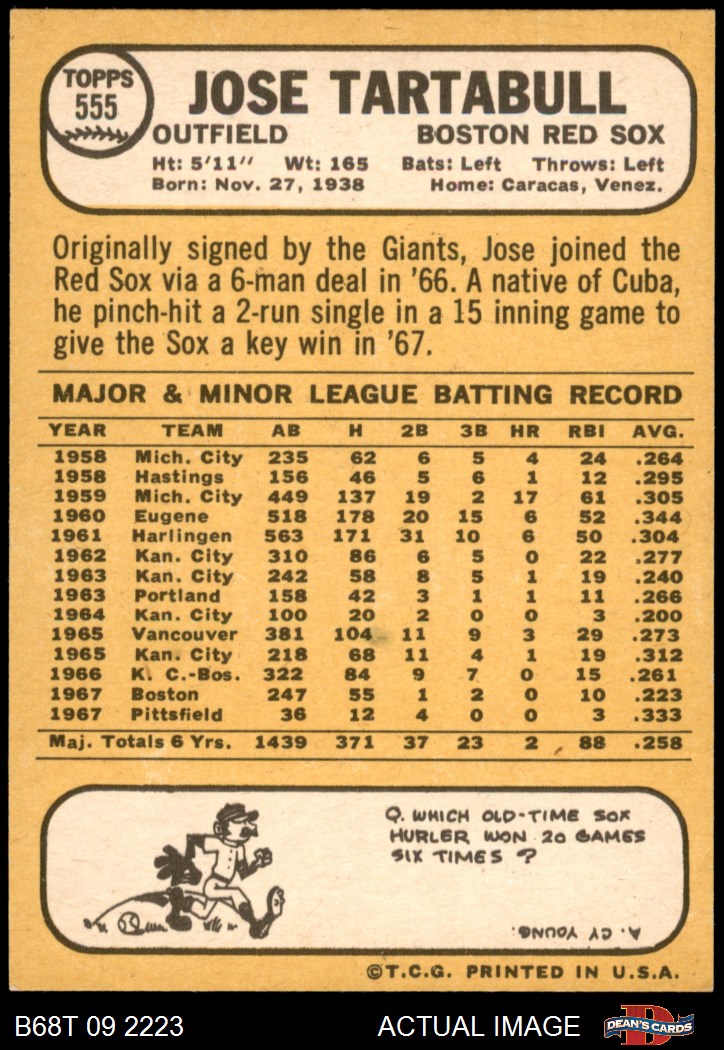 TOPPS
555
JOSE TARTABULL
OUTFIELD BOSTON RED SOX
Ht: 5'11" Wt: 165 Bats: Left Throws: Left
Born: Nov. 27, 1938 Home: Caracas, Venez.
Originally signed by the Giants, Jose joined the
Red Sox via a 6-man deal in '66. A native of Cuba,
he pinch-hit a 2-run single in a 15 inning game to
give the Sox a key win in '67.
MAJOR & MINOR LEAGUE BATTING RECORD
YEAR TEAM AB H 2B 3B HR RBI AVG.
1958 Mich. City 235 62 6 5 4 24 .264
1958 Hastings 156 46 5 6 1 12 .295
1959 Mich. City 449 137 19 2 17 61 .305
1960 Eugene 518 178 20 15 6 52 .344
1961 Harlingen 563 171 31 10 6 50 .304
1962 Kan. City 310 86 6 5 0 22 .277
1963 Kan. City 242 58 8 5 1 19 .240
1963 Portland 158 42 3 1 1 11 .266
1964 Kan. City 100 20 2 0 0 3 .200
1965 Vancouver 381 104 11 9 3 29 .273
1965 Kan. City 218 68 11 4 1 19 .312
1966 K. C.-Bos. 322 84 9 7 0 15 .261
1967 Boston 247 55 1 2 0 10 .223
1967 Pittsfield 36 12 4 0 0 3 .333
Maj. Totals 6 Yrs. 1439 371 37 23 2 88 .258
Q. WHICH OLD-TIME SOX
HURLER WON 20 GAMES
SIX TIMES ?
A. CY YOUNG.
©T.C.G. PRINTED IN U.S.A.
B68T 09 2223 ACTUAL IMAGE D DEAN'S CARDS